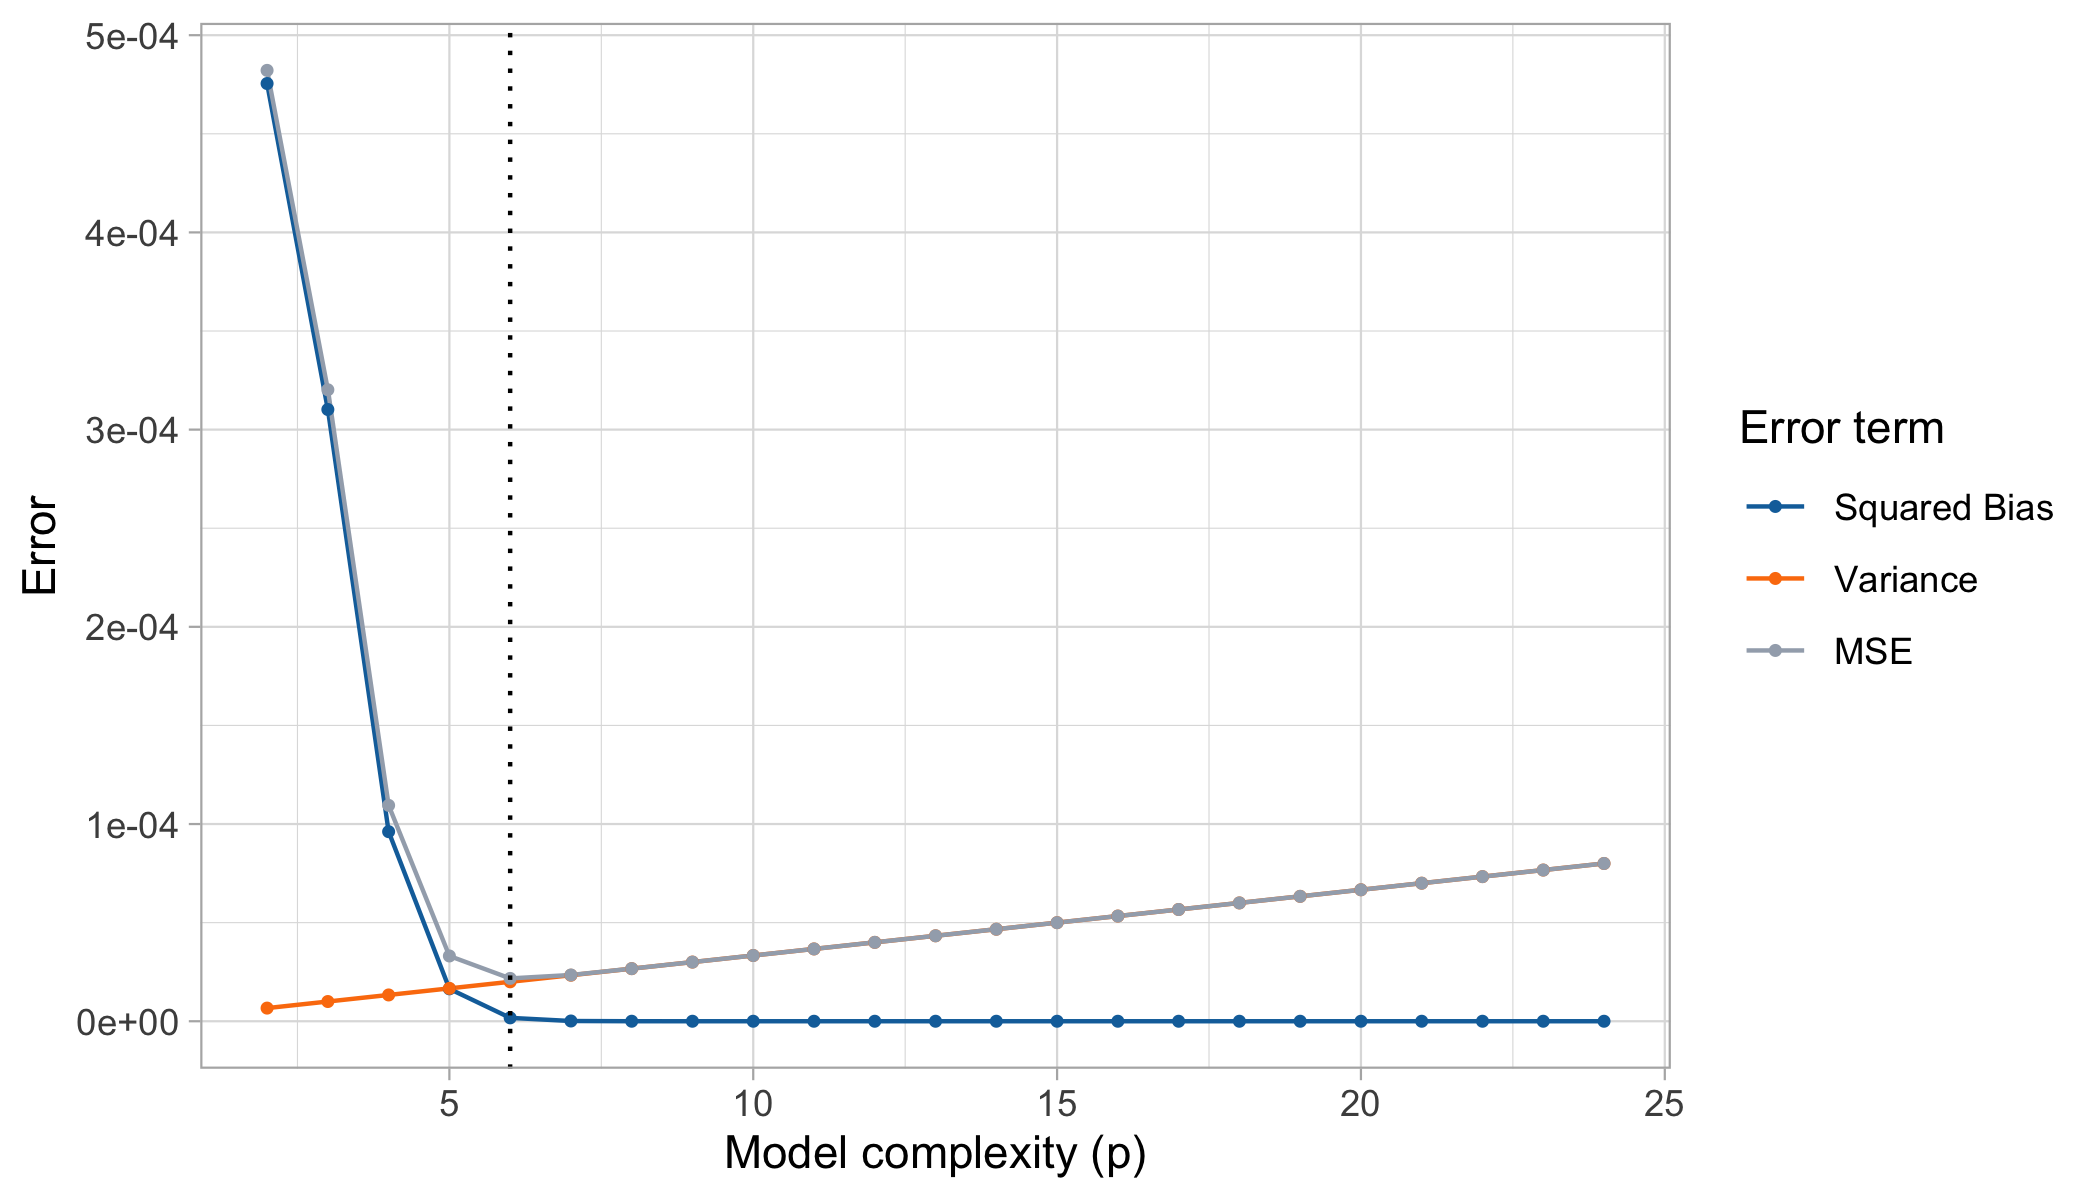 5e-04
4e-04
3e-04
2e-04
1e-04
0e+00
Error
5 10 15 20 25
Model complexity (p)
Error term
Squared Bias
Variance
MSE